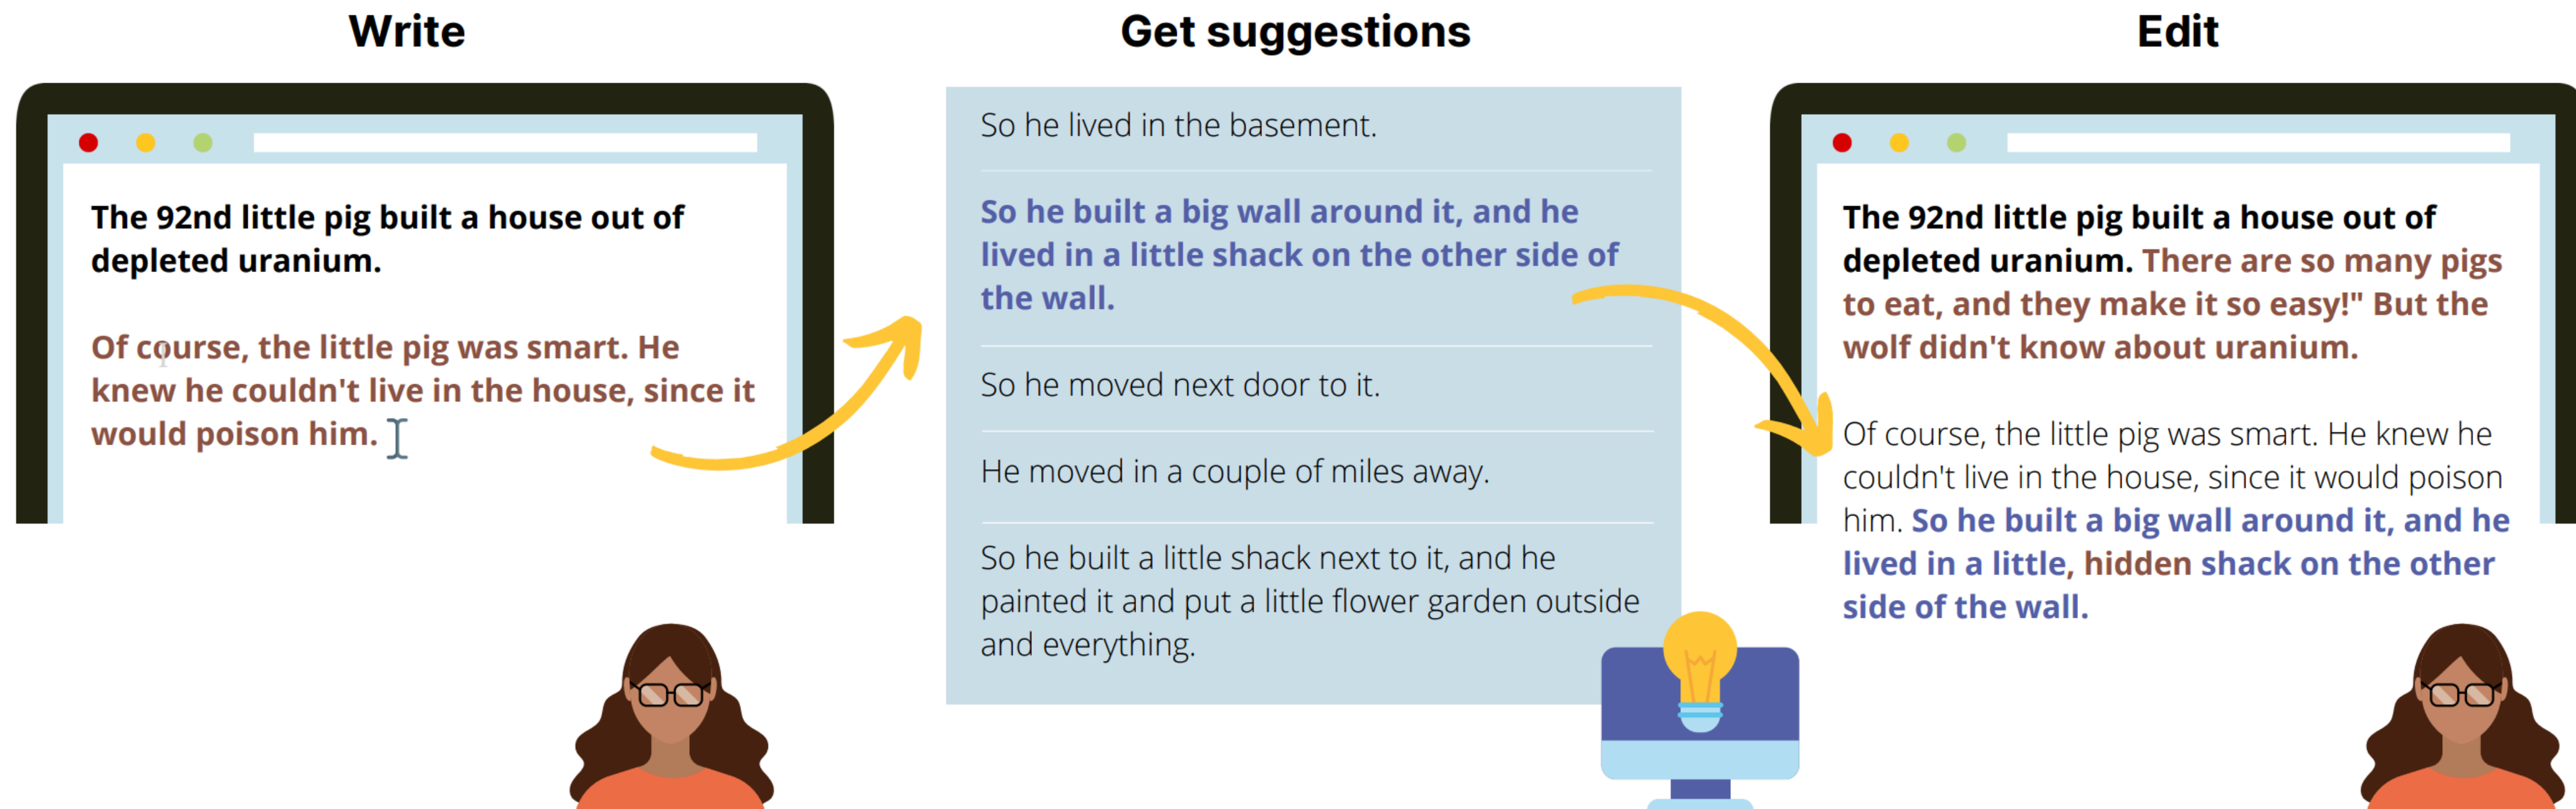 Write
The 92nd little pig built a house out of
depleted uranium.
Of course, the little pig was smart. He
knew he couldn't live in the house, since it
would poison him.
Get suggestions
So he lived in the basement.
So he built a big wall around it, and he
lived in a little shack on the other side of
the wall.
So he moved next door to it.
He moved in a couple of miles away.
So he built a little shack next to it, and he
painted it and put a little flower garden outside
and everything.
Edit
The 92nd little pig built a house out of
depleted uranium. There are so many pigs
to eat, and they make it so easy!" But the
wolf didn't know about uranium.
Of course, the little pig was smart. He knew he
couldn't live in the house, since it would poison
him. So he built a big wall around it, and he
lived in a little, hidden shack on the other
side of the wall.